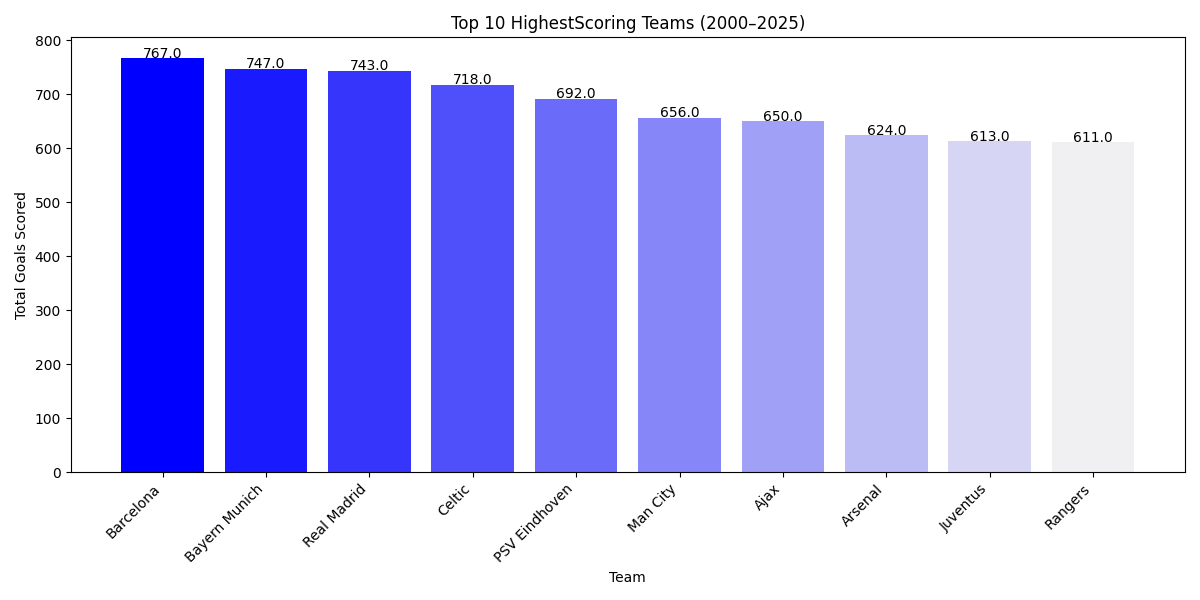 Top 10 HighestScoring Teams (2000–2025)
Total Goals Scored
800
700
600
500
400
300
200
100
0
767.0
747.0
743.0
718.0
692.0
656.0
650.0
624.0
613.0
611.0
Barcelona
Bayern Munich
Real Madrid
Celtic
PSV Eindhoven
Man City
Ajax
Arsenal
Juventus
Rangers
Team